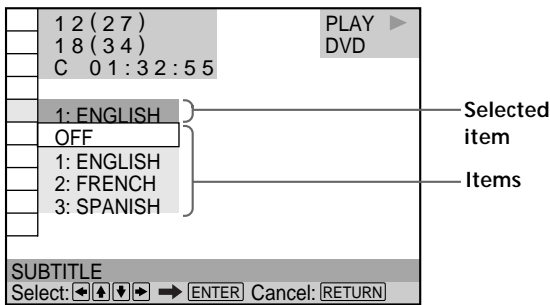 12(27)
18(34)
C 01:32:55
PLAY
DVD
1: ENGLISH
OFF
1: ENGLISH
2: FRENCH
3: SPANISH
Selected
item
Items
SUBTITLE
Select: ENTER Cancel: RETURN